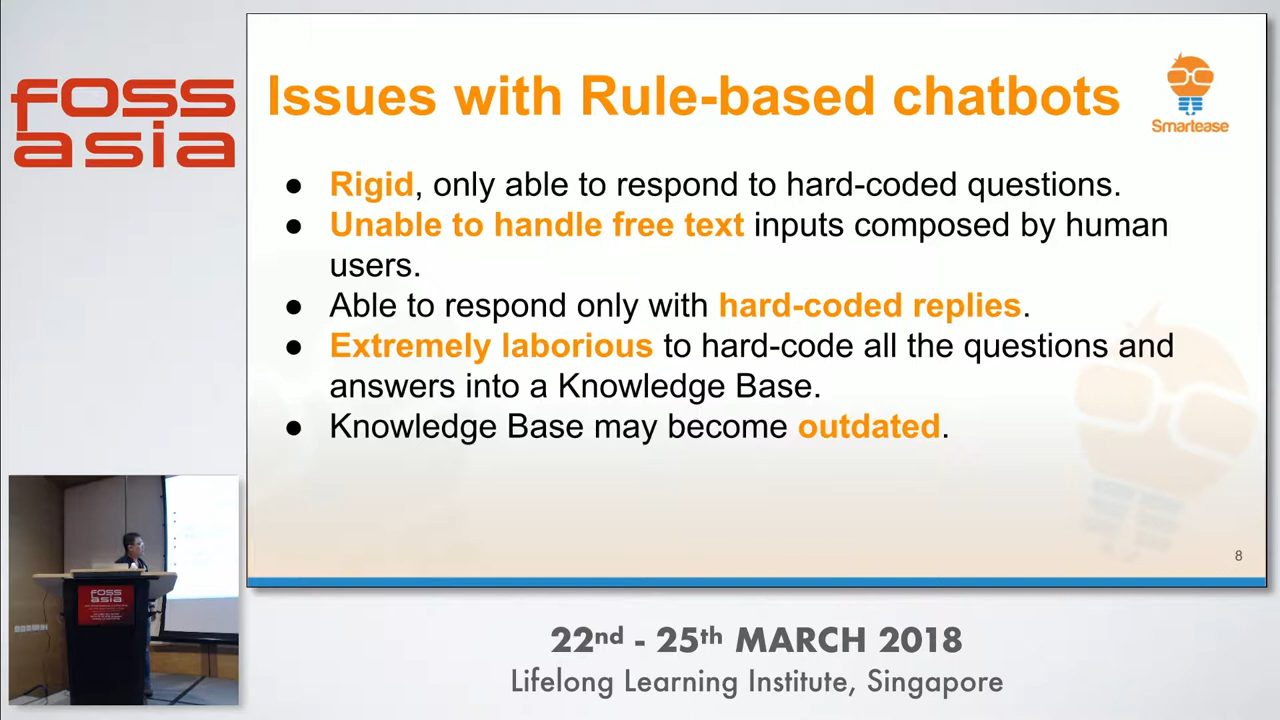 FOSS
asia
Issues with Rule-based chatbots
Smartease
● Rigid, only able to respond to hard-coded questions.
● Unable to handle free text inputs composed by human
users.
● Able to respond only with hard-coded replies.
● Extremely laborious to hard-code all the questions and
answers into a Knowledge Base.
● Knowledge Base may become outdated.
8
FOSS
asia
22nd - 25th MARCH 2018
Lifelong Learning Institute, Singapore